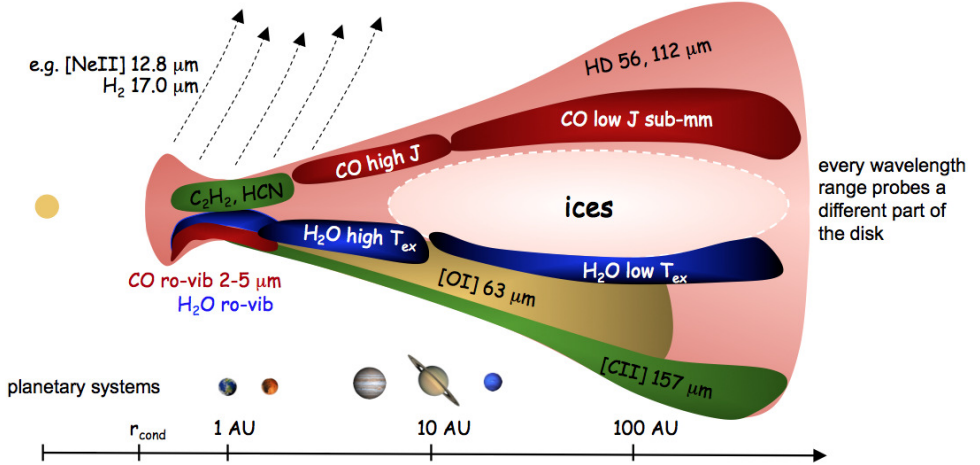 e.g. [NeII] 12.8 μm
H₂ 17.0 μm
HD 56, 112 μm
CO low J sub-mm
CO high J
C₂H₂, HCN
ices
every wavelength
range probes a
different part of
the disk
H₂O high Tₑₓ
H₂O low Tₑₓ
CO ro-vib 2-5 μm
H₂O ro-vib
[OI] 63 μm
[CII] 157 μm
planetary systems
r_cond 1 AU 10 AU 100 AU